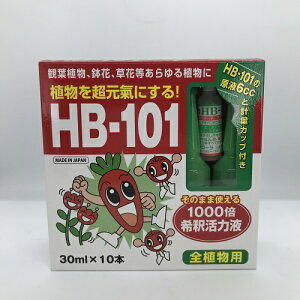 観葉植物、鉢花、草花等あらゆる植物に
植物を超元氣にする!
HB-101
MADE IN JAPAN
HB-101の
原液6cc
と計量カップ付き
HB-
そのまま使える
1000倍
希釈活力液
30ml×10本
全植物用